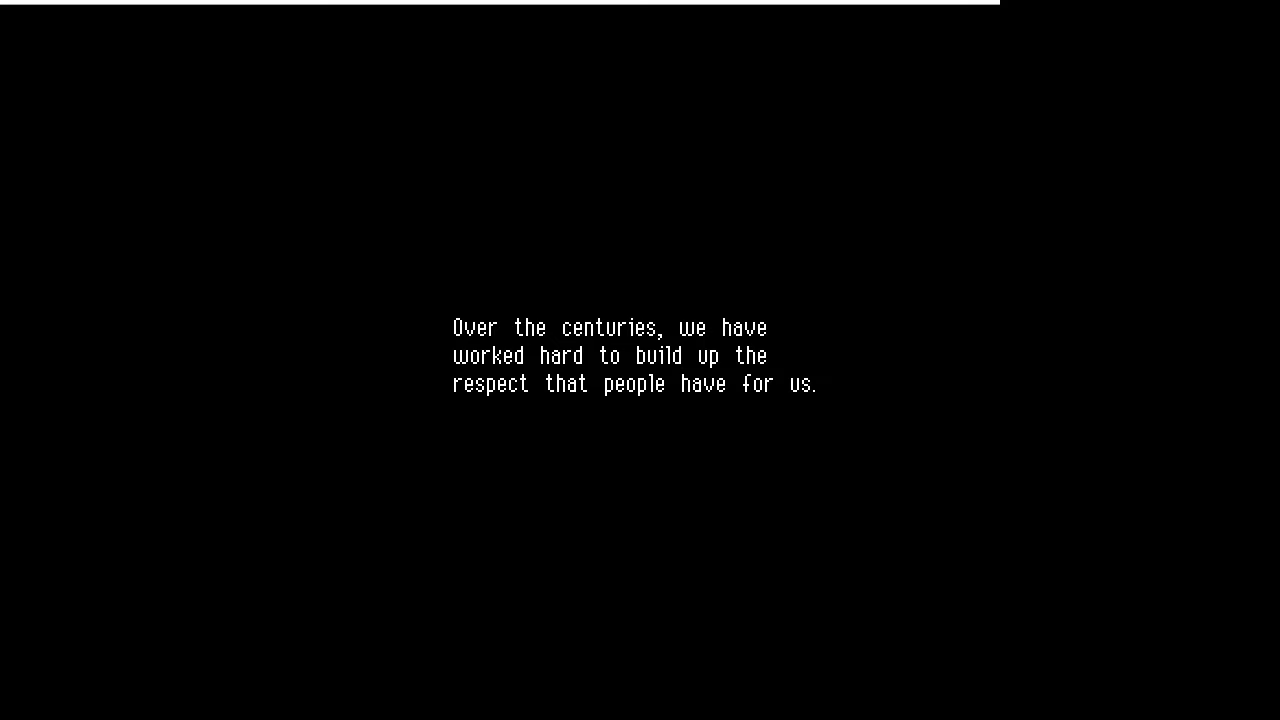 Over the centuries, we have
worked hard to build up the
respect that people have for us.